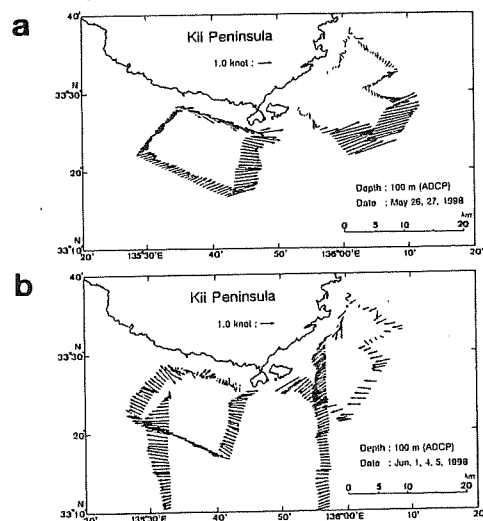 a
40'
Kii Peninsula
1.0 knot :
N
33°30'
20'
Depth : 100 m (ADCP)
Date : May 26, 27, 1998
km
0 5 10 20
N
33°10'
20' 135°30'E 40' 50' 136°00'E 10' 20'
b
40'
Kii Peninsula
1.0 knot :
N
33°30'
20'
Depth : 100 m (ADCP)
Date : Jun. 1, 4, 5, 1998
km
0 5 10 20
N
33°10'
20' 135°30'E 40' 50' 136°00'E 10' 20'